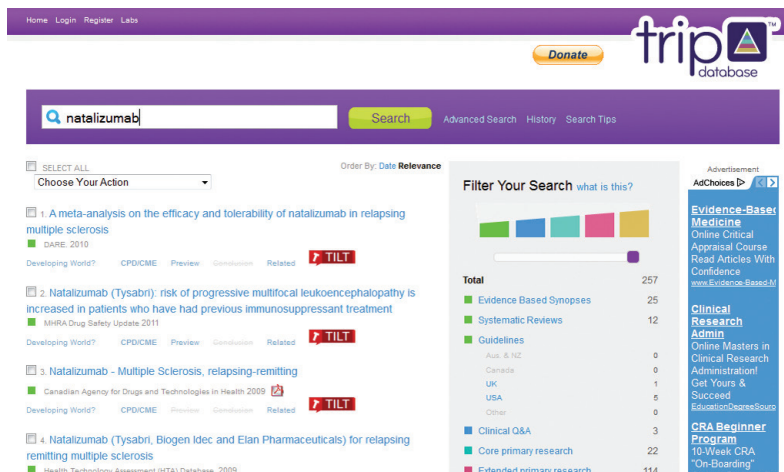 Home Login Register Labs
Donate
trip
TM
database
natalizumab
Search
Advanced Search History Search Tips
SELECT ALL
Choose Your Action
Order By: Date Relevance
1. A meta-analysis on the efficacy and tolerability of natalizumab in relapsing
multiple sclerosis
DARE. 2010
Developing World? CPD/CME Preview Conclusion Related TILT
2. Natalizumab (Tysabri): risk of progressive multifocal leukoencephalopathy is
increased in patients who have had previous immunosuppressant treatment
MHRA Drug Safety Update 2011
Developing World? CPD/CME Preview Conclusion Related TILT
3. Natalizumab - Multiple Sclerosis, relapsing-remitting
Canadian Agency for Drugs and Technologies in Health 2009
Developing World? CPD/CME Preview Conclusion Related TILT
4. Natalizumab (Tysabri, Biogen Idec and Elan Pharmaceuticals) for relapsing
remitting multiple sclerosis
Health Technology Assessment (HTA) Database. 2009
Filter Your Search what is this?
Total 257
Evidence Based Synopses 25
Systematic Reviews 12
Guidelines
Aus. & NZ 0
Canada 0
UK 1
USA 5
Other 0
Clinical Q&A 3
Core primary research 22
Extended primary research 114
Advertisement
AdChoices
Evidence-Based
Medicine
Online Critical
Appraisal Course
Read Articles With
Confidence
www.Evidence-Based-M
Clinical
Research
Admin
Online Masters in
Clinical Research
Administration!
Get Yours &
Succeed
EducationDegreeSourc
CRA Beginner
Program
10-Week CRA
"On-Boarding"